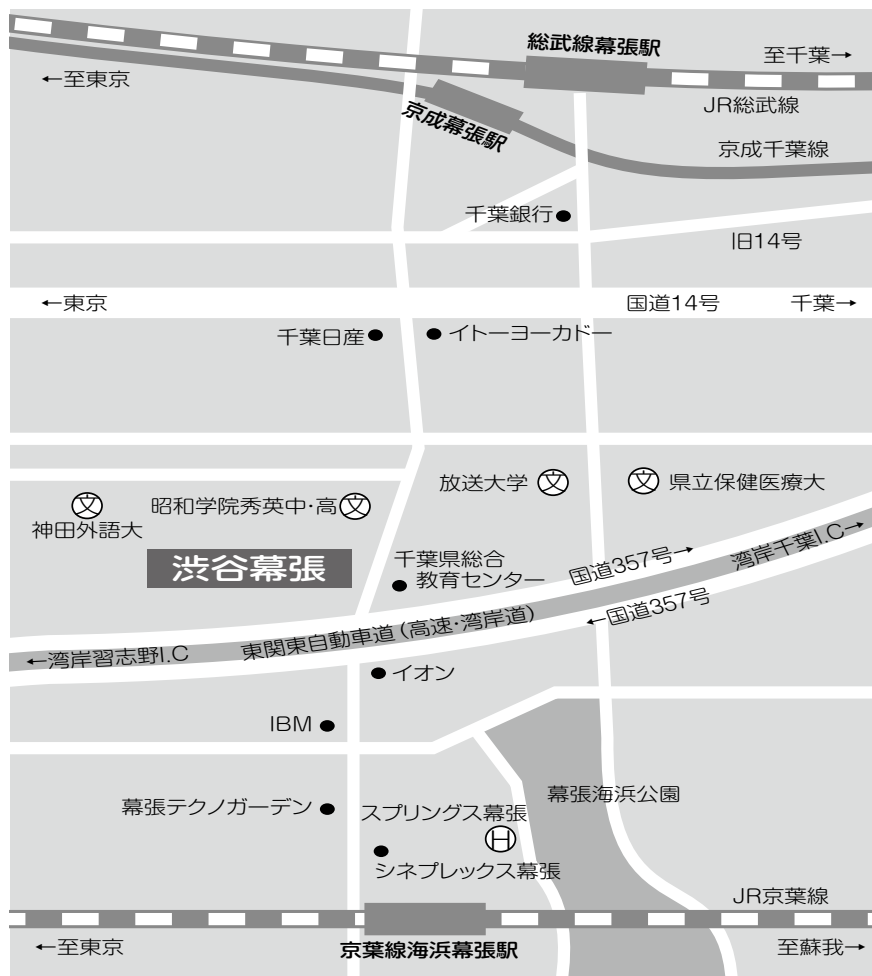 総武線幕張駅
至千葉→
←至東京
JR総武線
京成幕張駅
京成千葉線
千葉銀行
旧14号
←東京
国道14号
千葉→
千葉日産
イトーヨーカドー
放送大学
文
文
県立保健医療大
文
昭和学院秀英中・高
文
神田外語大
渋谷幕張
千葉県総合
教育センター
国道357号→
湾岸千葉I.C→
←国道357号
東関東自動車道(高速・湾岸道)
←湾岸習志野I.C
イオン
IBM
幕張海浜公園
幕張テクノガーデン
スプリングス幕張
H
シネプレックス幕張
JR京葉線
←至東京
京葉線海浜幕張駅
至蘇我→